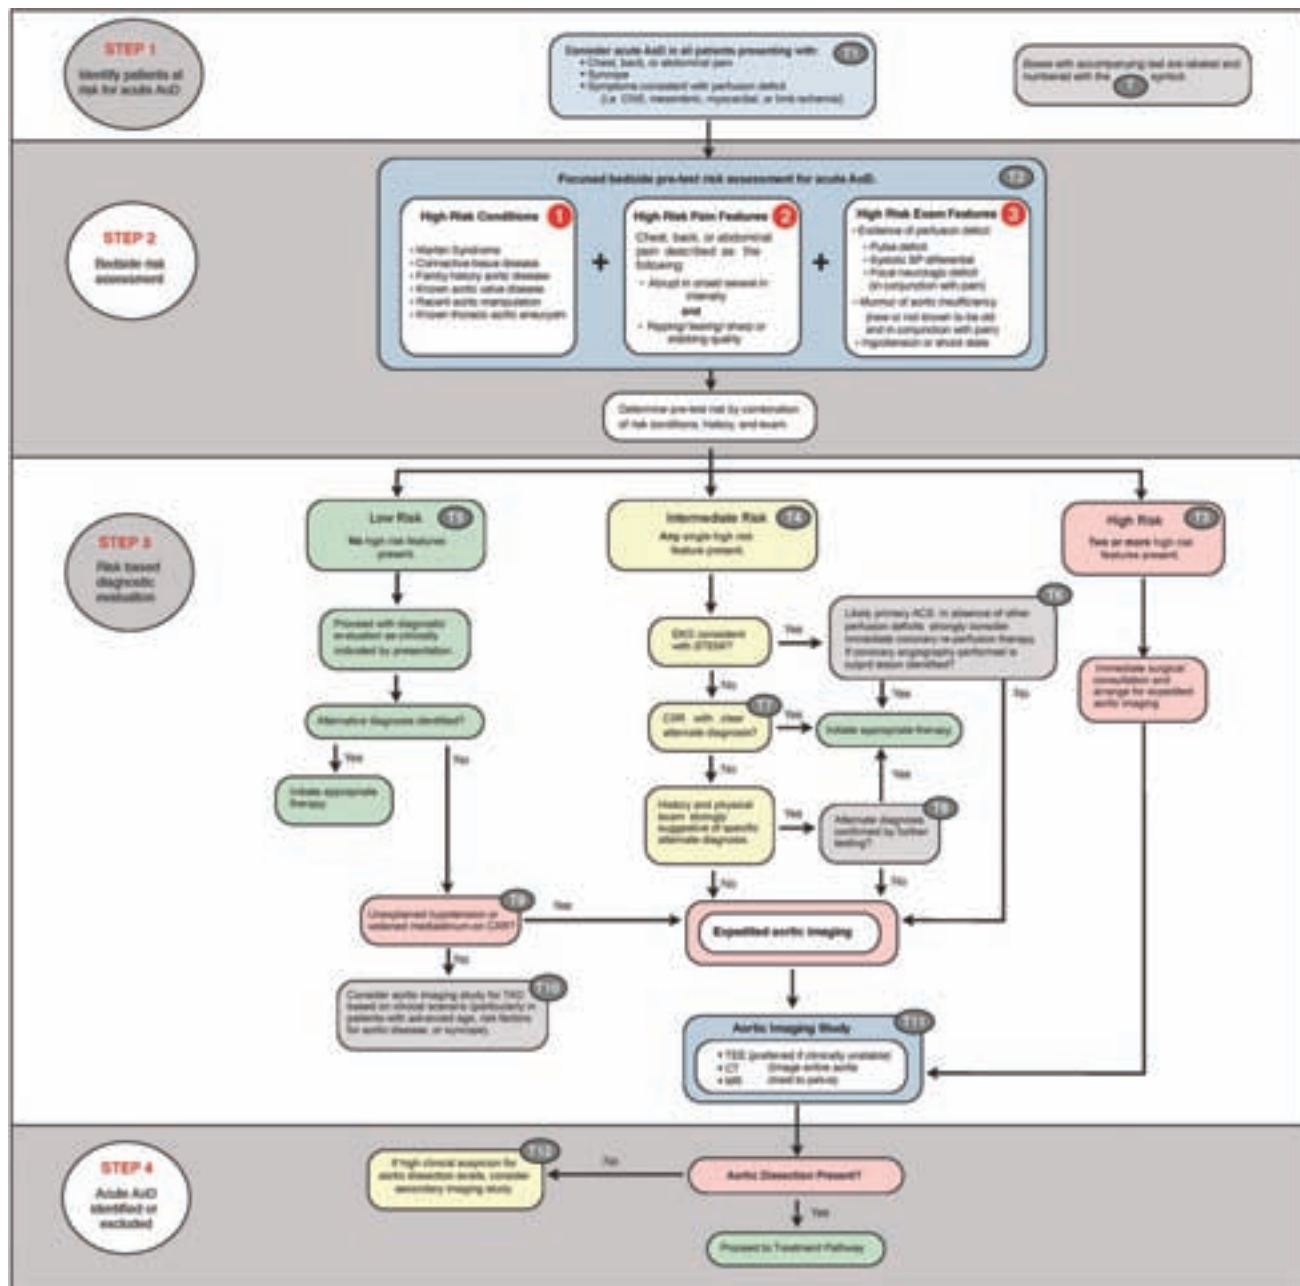 STEP 1
Identify patients at
risk for acute AoD
Consider acute AoD in all patients presenting with:
• Chest, back, or abdominal pain
• Syncope
• Symptoms consistent with perfusion deficit
(i.e. CNS, mesenteric, myocardial, or limb ischemia)
Boxes with accompanying text are labeled and
numbered with the
symbol.
STEP 2
Bedside risk
assessment
Focused bedside pre-test risk assessment for acute AoD.
High Risk Conditions
1
• Marfan Syndrome
• Connective tissue disease
• Family history aortic disease
• Known aortic valve disease
• Recent aortic manipulation
• Known thoracic aortic aneurysm
+
High Risk Pain Features
2
Chest, back, or abdominal
pain described as the
following:
• Abrupt in onset/severe in
intensity
and
• Ripping/tearing/sharp or
stabbing quality
+
High Risk Exam Features
3
• Evidence of perfusion deficit
• Pulse deficit
• Systolic BP differential
• Focal neurologic deficit
(in conjunction with pain)
• Murmur of aortic insufficiency
(new or not known to be old
and in conjunction with pain)
• Hypotension or shock state
Determine pre-test risk by combination
of risk conditions, history, and exam.
STEP 3
Risk based
diagnostic
evaluation
Low Risk
No high risk features
present.
Proceed with diagnostic
evaluation as clinically
indicated by presentation.
Alternative diagnosis identified?
Yes
No
Initiate appropriate
therapy.
Unexplained hypotension or
widened mediastinum on CXR?
Yes
No
Consider aortic imaging study for TAD
based on clinical scenario (particularly in
patients with advanced age, risk factors
for aortic disease, or syncope).
Intermediate Risk
Any single high risk
feature present.
EKG consistent
with STEMI?
Yes
No
Likely primary ACS. In absence of other
perfusion deficits, strongly consider
immediate coronary re-perfusion therapy.
If coronary angiography performed is
culprit lesion identified?
Yes
No
CXR with clear
alternate diagnosis?
Yes
No
Initiate appropriate therapy.
History and physical
exam strongly
suggestive of specific
alternate diagnosis.
Yes
No
Alternate diagnosis
confirmed by further
testing?
Yes
No
High Risk
Two or more high risk
features present.
Immediate surgical
consultation and
arrange for expedited
aortic imaging
Expedited aortic imaging
Aortic Imaging Study
• TEE (preferred if clinically unstable)
• CT (image entire aorta
• MR chest to pelvis)
STEP 4
Acute AoD
identified or
excluded
Aortic Dissection Present?
No
If high clinical suspicion for
aortic dissection exists, consider
secondary imaging study
Yes
Proceed to Treatment Pathway